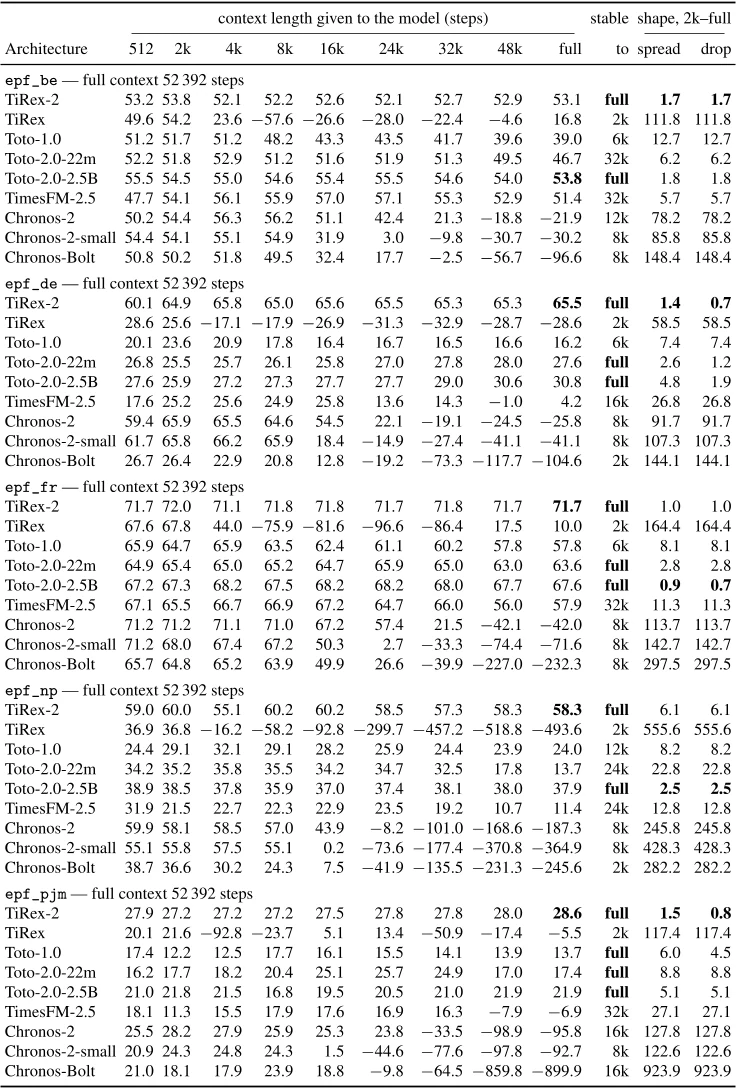 context length given to the model (steps) stable shape, 2k–full
Architecture 512 2k 4k 8k 16k 24k 32k 48k full to spread drop
epf_be — full context 52 392 steps
TiRex-2 53.2 53.8 52.1 52.2 52.6 52.1 52.7 52.9 53.1 full 1.7 1.7
TiRex 49.6 54.2 23.6 −57.6 −26.6 −28.0 −22.4 −4.6 16.8 2k 111.8 111.8
Toto-1.0 51.2 51.7 51.2 48.2 43.3 43.5 41.7 39.6 39.0 6k 12.7 12.7
Toto-2.0-22m 52.2 51.8 52.9 51.2 51.6 51.9 51.3 49.5 46.7 32k 6.2 6.2
Toto-2.0-2.5B 55.5 54.5 55.0 54.6 55.4 55.5 54.6 54.0 53.8 full 1.8 1.8
TimesFM-2.5 47.7 54.1 56.1 55.9 57.0 57.1 55.3 52.9 51.4 32k 5.7 5.7
Chronos-2 50.2 54.4 56.3 56.2 51.1 42.4 21.3 −18.8 −21.9 12k 78.2 78.2
Chronos-2-small 54.4 54.1 55.1 54.9 31.9 3.0 −9.8 −30.7 −30.2 8k 85.8 85.8
Chronos-Bolt 50.8 50.2 51.8 49.5 32.4 17.7 −2.5 −56.7 −96.6 8k 148.4 148.4
epf_de — full context 52 392 steps
TiRex-2 60.1 64.9 65.8 65.0 65.6 65.5 65.3 65.3 65.5 full 1.4 0.7
TiRex 28.6 25.6 −17.1 −17.9 −26.9 −31.3 −32.9 −28.7 −28.6 2k 58.5 58.5
Toto-1.0 20.1 23.6 20.9 17.8 16.4 16.7 16.5 16.6 16.2 6k 7.4 7.4
Toto-2.0-22m 26.8 25.5 25.7 26.1 25.8 27.0 27.8 28.0 27.6 full 2.6 1.2
Toto-2.0-2.5B 27.6 25.9 27.2 27.3 27.7 27.7 29.0 30.6 30.8 full 4.8 1.9
TimesFM-2.5 17.6 25.2 25.6 24.9 25.8 13.6 14.3 −1.0 4.2 16k 26.8 26.8
Chronos-2 59.4 65.9 65.5 64.6 54.5 22.1 −19.1 −24.5 −25.8 8k 91.7 91.7
Chronos-2-small 61.7 65.8 66.2 65.9 18.4 −14.9 −27.4 −41.1 −41.1 8k 107.3 107.3
Chronos-Bolt 26.7 26.4 22.9 20.8 12.8 −19.2 −73.3 −117.7 −104.6 2k 144.1 144.1
epf_fr — full context 52 392 steps
TiRex-2 71.7 72.0 71.1 71.8 71.8 71.7 71.8 71.7 71.7 full 1.0 1.0
TiRex 67.6 67.8 44.0 −75.9 −81.6 −96.6 −86.4 17.5 10.0 2k 164.4 164.4
Toto-1.0 65.9 64.7 65.9 63.5 62.4 61.1 60.2 57.8 57.8 6k 8.1 8.1
Toto-2.0-22m 64.9 65.4 65.0 65.2 64.7 65.9 65.0 63.0 63.6 full 2.8 2.8
Toto-2.0-2.5B 67.2 67.3 68.2 67.5 68.2 68.2 68.0 67.7 67.6 full 0.9 0.7
TimesFM-2.5 67.1 65.5 66.7 66.9 67.2 64.7 66.0 56.0 57.9 32k 11.3 11.3
Chronos-2 71.2 71.2 71.1 71.0 67.2 57.4 21.5 −42.1 −42.0 8k 113.7 113.7
Chronos-2-small 71.2 68.0 67.4 67.2 50.3 2.7 −33.3 −74.4 −71.6 8k 142.7 142.7
Chronos-Bolt 65.7 64.8 65.2 63.9 49.9 26.6 −39.9 −227.0 −232.3 8k 297.5 297.5
epf_np — full context 52 392 steps
TiRex-2 59.0 60.0 55.1 60.2 60.2 58.5 57.3 58.3 58.3 full 6.1 6.1
TiRex 36.9 36.8 −16.2 −58.2 −92.8 −299.7 −457.2 −518.8 −493.6 2k 555.6 555.6
Toto-1.0 24.4 29.1 32.1 29.1 28.2 25.9 24.4 23.9 24.0 12k 8.2 8.2
Toto-2.0-22m 34.2 35.2 35.8 35.5 34.2 34.7 32.5 17.8 13.7 24k 22.8 22.8
Toto-2.0-2.5B 38.9 38.5 37.8 35.9 37.0 37.4 38.1 38.0 37.9 full 2.5 2.5
TimesFM-2.5 31.9 21.5 22.7 22.3 22.9 23.5 19.2 10.7 11.4 24k 12.8 12.8
Chronos-2 59.9 58.1 58.5 57.0 43.9 −8.2 −101.0 −168.6 −187.3 8k 245.8 245.8
Chronos-2-small 55.1 55.8 57.5 55.1 0.2 −73.6 −177.4 −370.8 −364.9 8k 428.3 428.3
Chronos-Bolt 38.7 36.6 30.2 24.3 7.5 −41.9 −135.5 −231.3 −245.6 2k 282.2 282.2
epf_pjm — full context 52 392 steps
TiRex-2 27.9 27.2 27.2 27.2 27.5 27.8 27.8 28.0 28.6 full 1.5 0.8
TiRex 20.1 21.6 −92.8 −23.7 5.1 13.4 −50.9 −17.4 −5.5 2k 117.4 117.4
Toto-1.0 17.4 12.2 12.5 17.7 16.1 15.5 14.1 13.9 13.7 full 6.0 4.5
Toto-2.0-22m 16.2 17.7 18.2 20.4 25.1 25.7 24.9 17.0 17.4 full 8.8 8.8
Toto-2.0-2.5B 21.0 21.8 21.5 16.8 19.5 20.5 21.0 21.9 21.9 full 5.1 5.1
TimesFM-2.5 18.1 11.3 15.5 17.9 17.6 16.9 16.3 −7.9 −6.9 32k 27.1 27.1
Chronos-2 25.5 28.2 27.9 25.9 25.3 23.8 −33.5 −98.9 −95.8 16k 127.8 127.8
Chronos-2-small 20.9 24.3 24.8 24.3 1.5 −44.6 −77.6 −97.8 −92.7 8k 122.6 122.6
Chronos-Bolt 21.0 18.1 17.9 23.9 18.8 −9.8 −64.5 −859.8 −899.9 16k 923.9 923.9